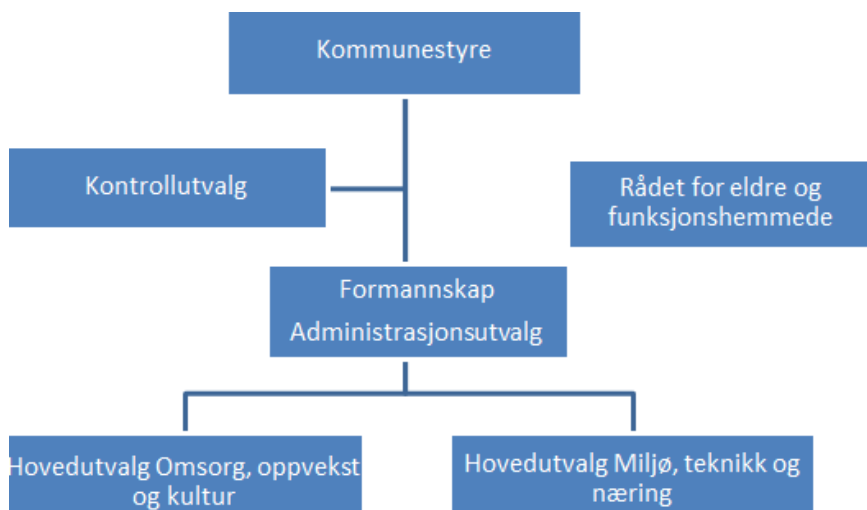 Kommunestyre
Kontrollutvalg
Rådet for eldre og
funksjonshemmede
Formannskap
Administrasjonsutvalg
Hovedutvalg Omsorg, oppvekst
og kultur
Hovedutvalg Miljø, teknikk og
næring